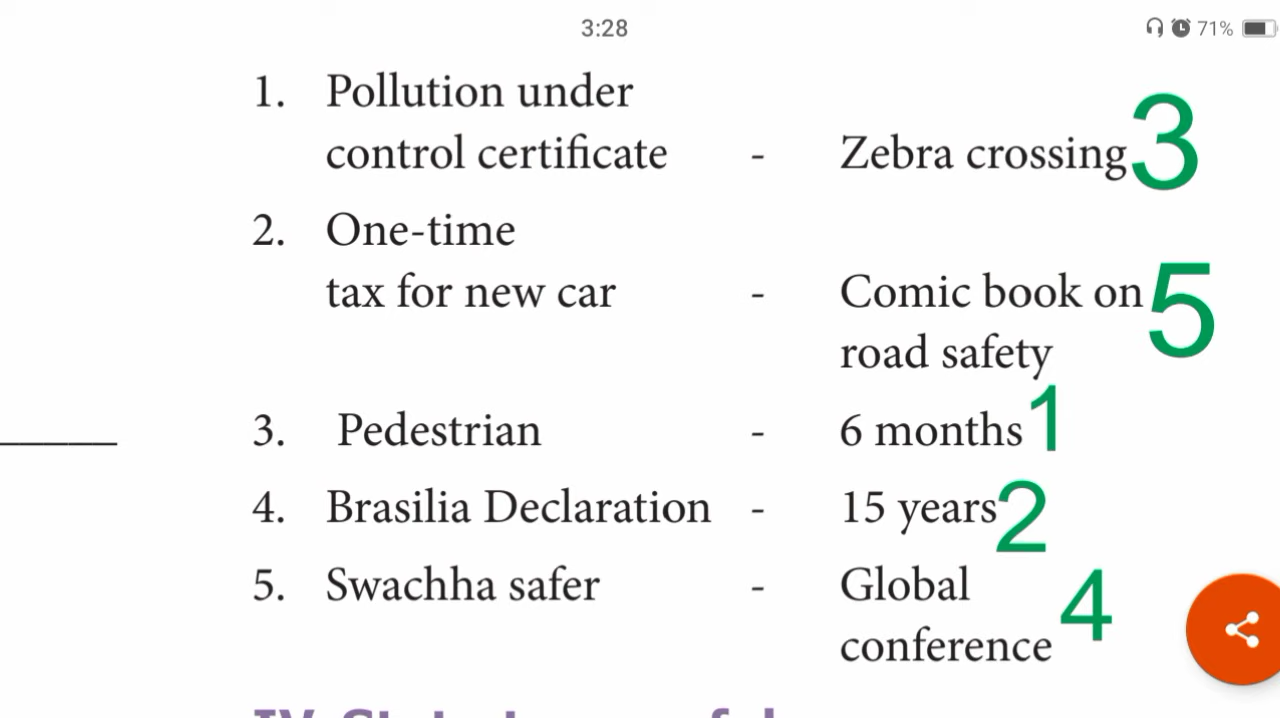 3:28
71%
1. Pollution under
control certificate - Zebra crossing 3
2. One-time
tax for new car - Comic book on 5
road safety
3. Pedestrian - 6 months 1
4. Brasilia Declaration - 15 years 2
5. Swachha safer - Global 4
conference